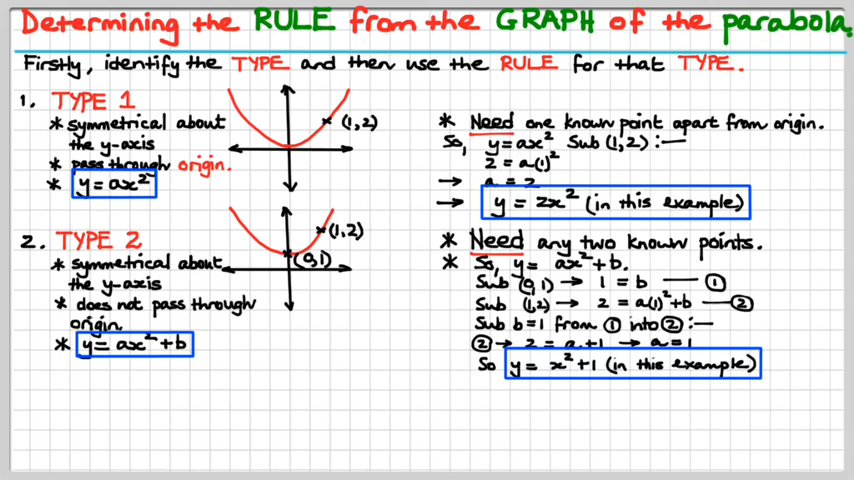 Determining the RULE from the GRAPH of the parabola.
Firstly, identify the TYPE and then use the RULE for that TYPE.
1. TYPE 1
* symmetrical about
the y-axis
* pass through origin.
* y = ax²
(1,2)
* Need one known point apart from origin.
So, y = ax² Sub (1,2) :—
2 = a(1)²
→ a = 2
→ y = 2x² (in this example)
2. TYPE 2
* symmetrical about
the y-axis
* does not pass through
origin.
* y = ax² + b
(1,2)
(0,1)
* Need any two known points.
* So, y = ax² + b.
Sub (0,1) → 1 = b — ①
Sub (1,2) → 2 = a(1)² + b — ②
Sub b = 1 from ① into ② :—
② → 2 = a + 1 → a = 1
So y = x² + 1 (in this example)